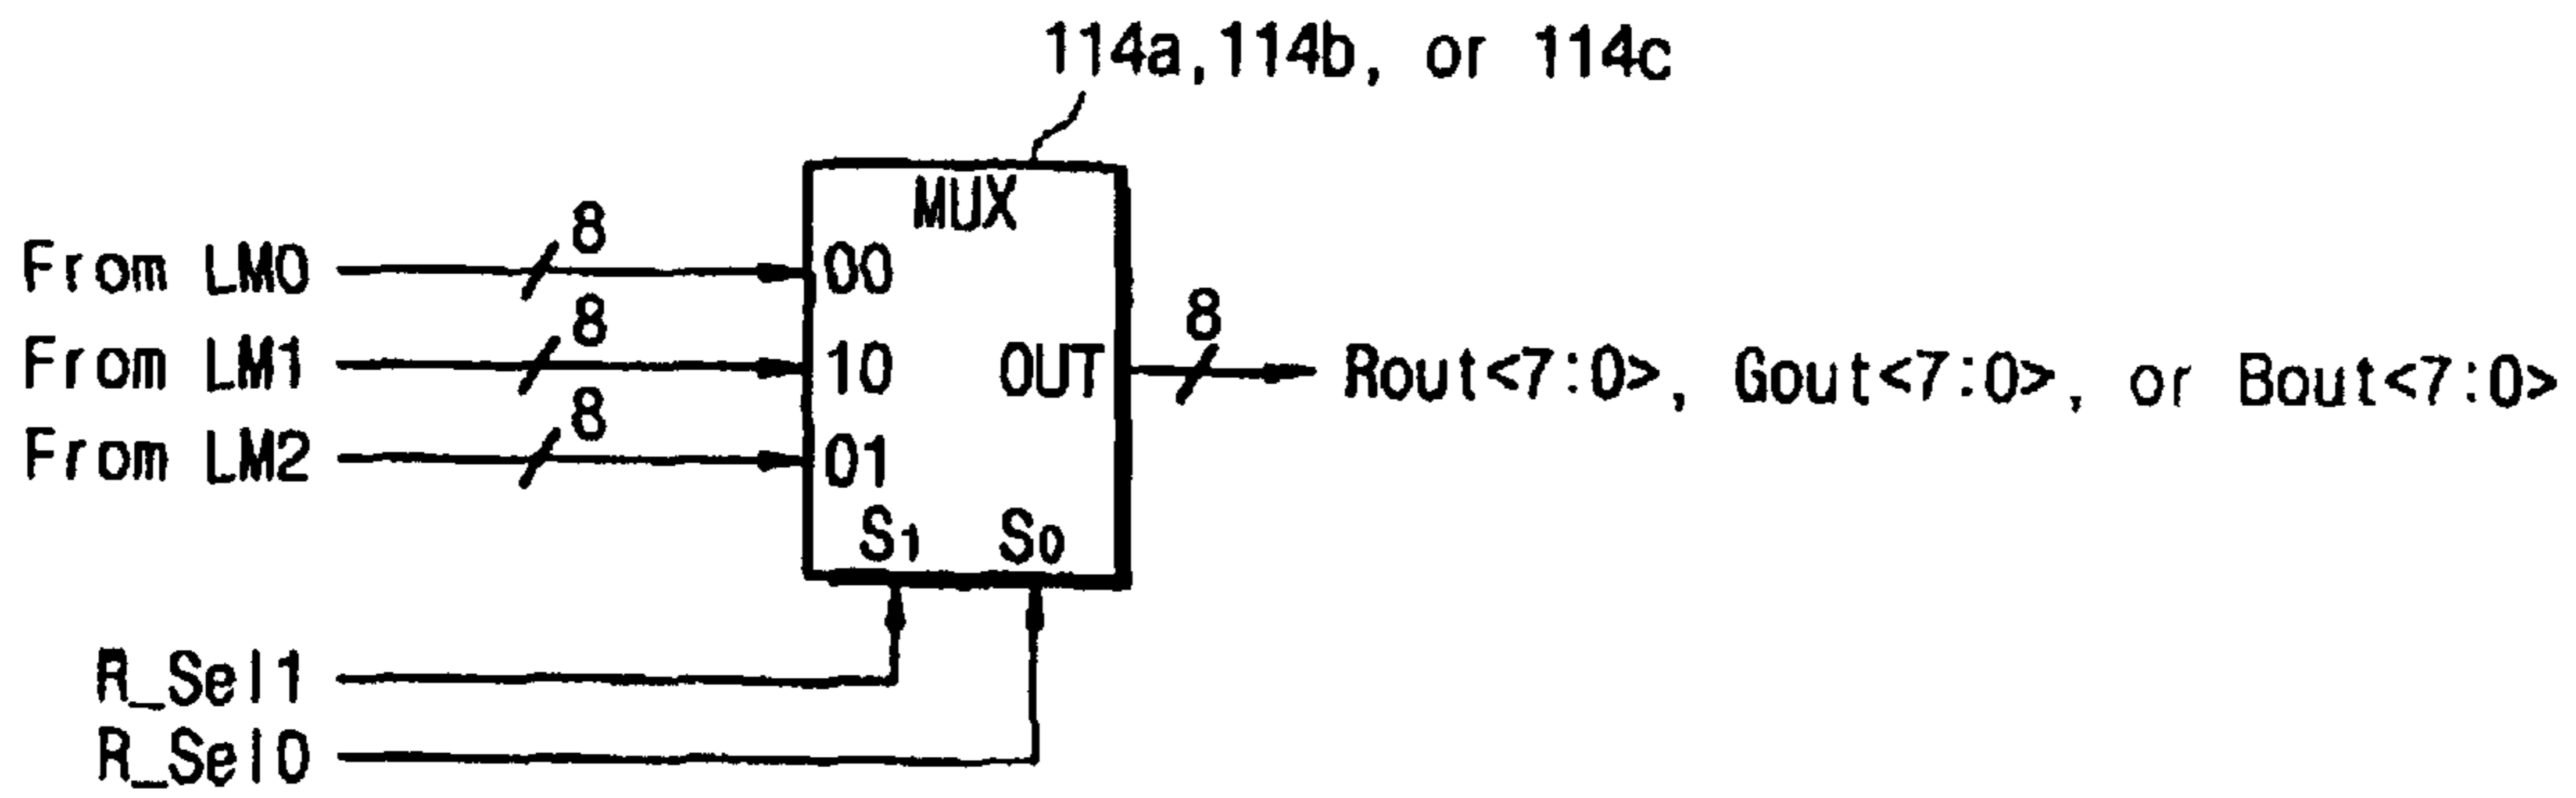 114a, 114b, or 114c
MUX
From LM0
8
00
From LM1
8
10
OUT
8
Rout<7:0>, Gout<7:0>, or Bout<7:0>
From LM2
8
01
S1
S0
R_Sel1
R_Sel0